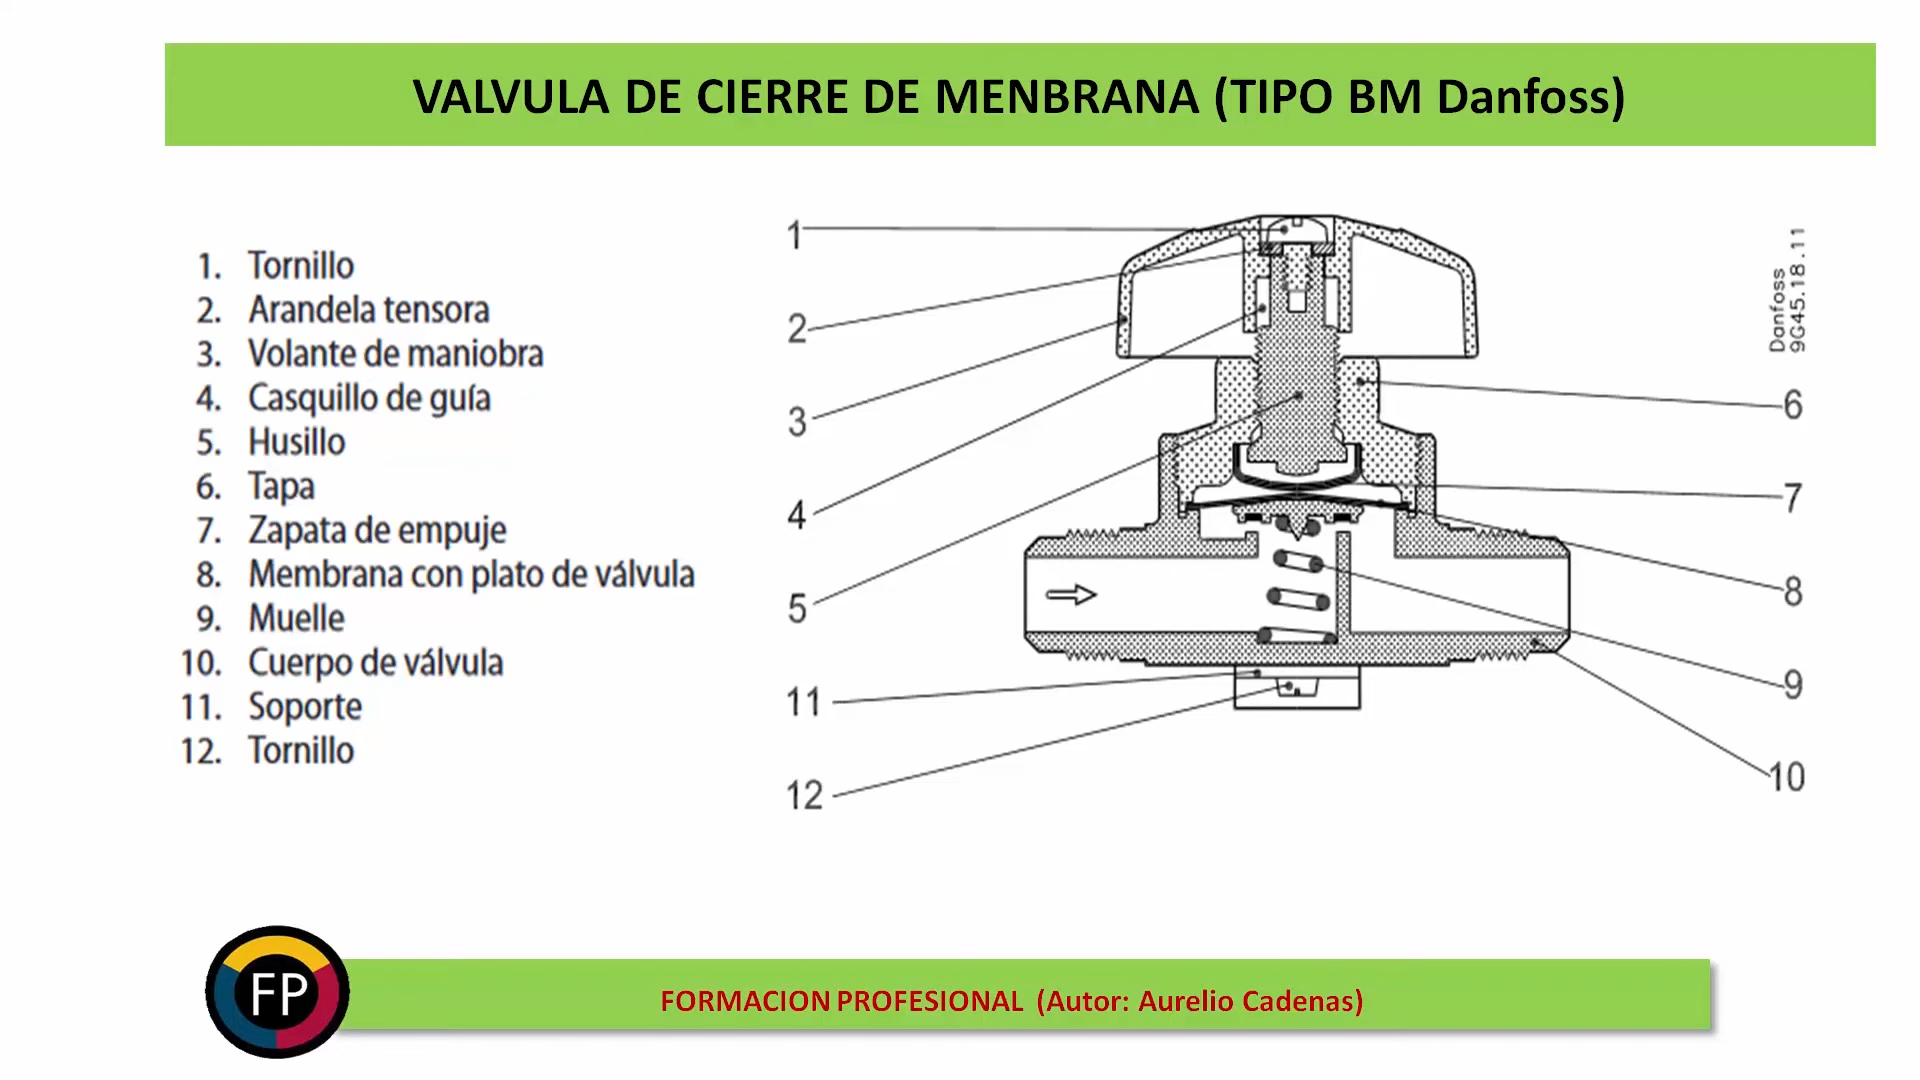 VALVULA DE CIERRE DE MENBRANA (TIPO BM Danfoss)
1. Tornillo
2. Arandela tensora
3. Volante de maniobra
4. Casquillo de guía
5. Husillo
6. Tapa
7. Zapata de empuje
8. Membrana con plato de válvula
9. Muelle
10. Cuerpo de válvula
11. Soporte
12. Tornillo
1
2
3
4
5
11
12
6
7
8
9
10
Danfoss
9G45.18.11
FP
FORMACION PROFESIONAL (Autor: Aurelio Cadenas)